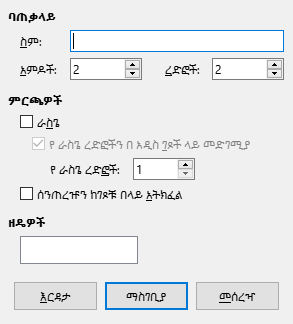 ባጠቃላይ
ስም:
አምዶች: 2 ረድፎች: 2
ምርጫዎች
ራስጌ
የ ራስጌ ረድፎችን በ አዲስ ገጾች ላይ መድገሚያ
የ ራስጌ ረድፎች: 1
ሰንጠረዡን ከገጾቹ በላይ አትክፈል
ዘዴዎች
እርዳታ ማስገቢያ መሰረዣ